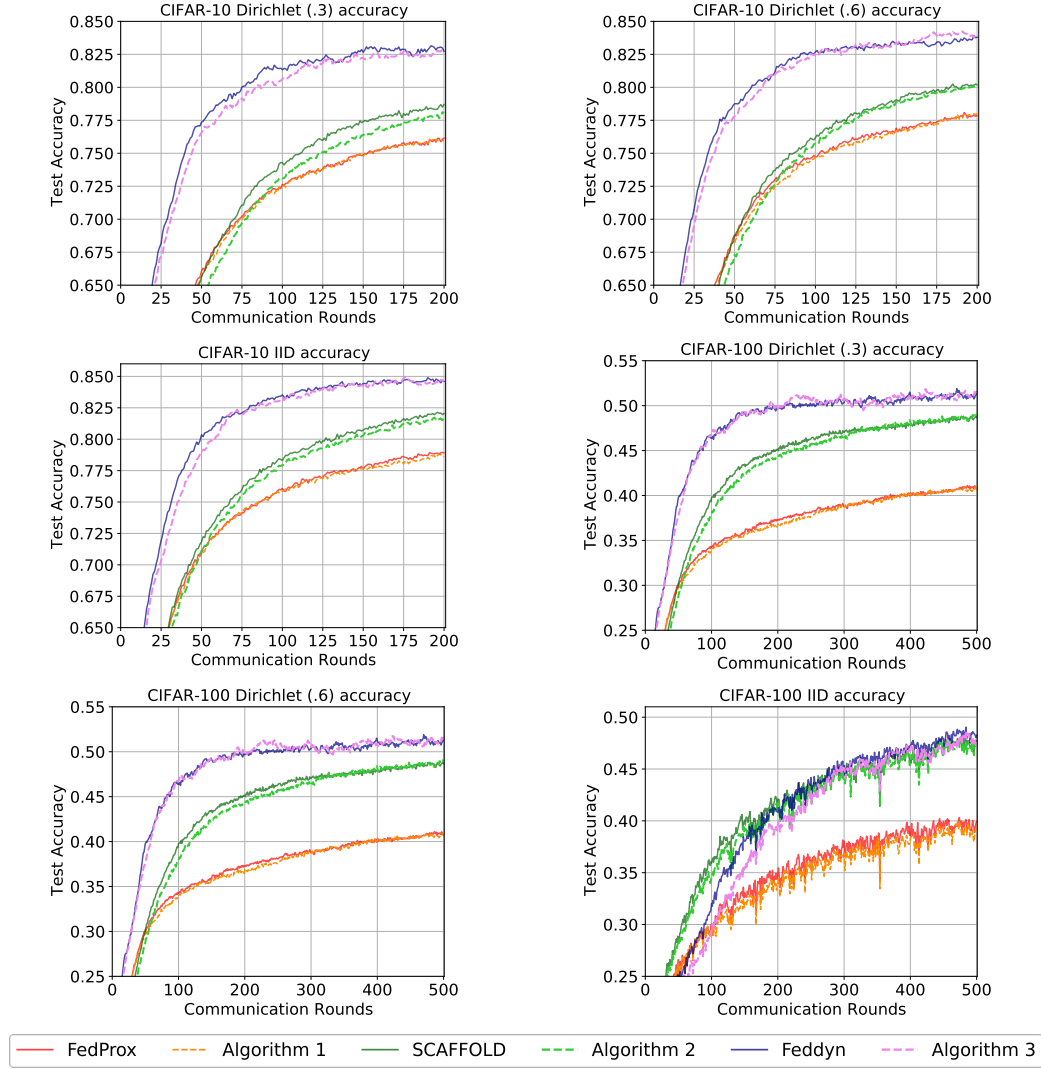 CIFAR-10 Dirichlet (.3) accuracy
0.850
0.825
0.800
0.775
0.750
0.725
0.700
0.675
0.650
Test Accuracy
0 25 50 75 100 125 150 175 200
Communication Rounds
CIFAR-10 Dirichlet (.6) accuracy
0.850
0.825
0.800
0.775
0.750
0.725
0.700
0.675
0.650
Test Accuracy
0 25 50 75 100 125 150 175 200
Communication Rounds
CIFAR-10 IID accuracy
0.850
0.825
0.800
0.775
0.750
0.725
0.700
0.675
0.650
Test Accuracy
0 25 50 75 100 125 150 175 200
Communication Rounds
CIFAR-100 Dirichlet (.3) accuracy
0.55
0.50
0.45
0.40
0.35
0.30
0.25
Test Accuracy
0 100 200 300 400 500
Communication Rounds
CIFAR-100 Dirichlet (.6) accuracy
0.55
0.50
0.45
0.40
0.35
0.30
0.25
Test Accuracy
0 100 200 300 400 500
Communication Rounds
CIFAR-100 IID accuracy
0.50
0.45
0.40
0.35
0.30
0.25
Test Accuracy
0 100 200 300 400 500
Communication Rounds
FedProx Algorithm 1 SCAFFOLD Algorithm 2 Feddyn Algorithm 3